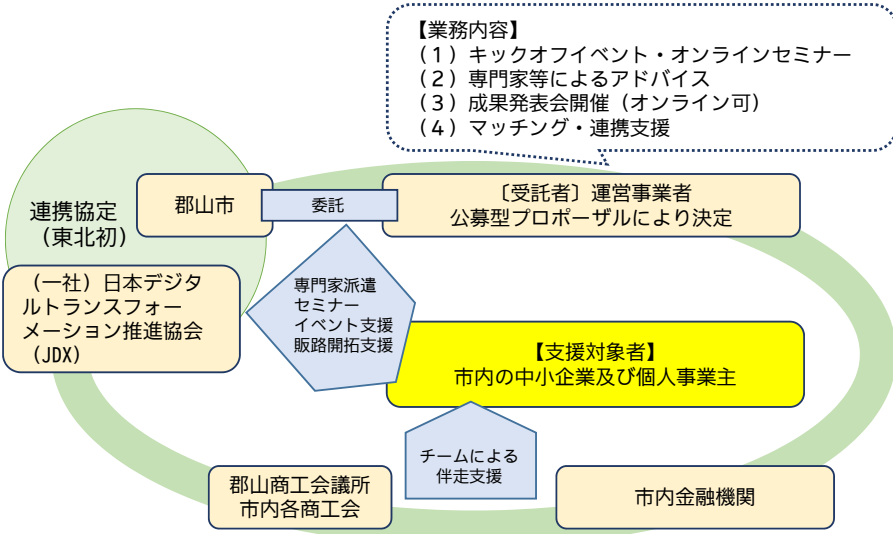 【業務内容】
（１）キックオフイベント・オンラインセミナー
（２）専門家等によるアドバイス
（３）成果発表会開催（オンライン可）
（４）マッチング・連携支援
連携協定
（東北初）
郡山市
委託
〔受託者〕運営事業者
公募型プロポーザルにより決定
（一社）日本デジタ
ルトランスフォー
メーション推進協会
（JDX）
専門家派遣
セミナー
イベント支援
販路開拓支援
【支援対象者】
市内の中小企業及び個人事業主
チームによる
伴走支援
郡山商工会議所
市内各商工会
市内金融機関